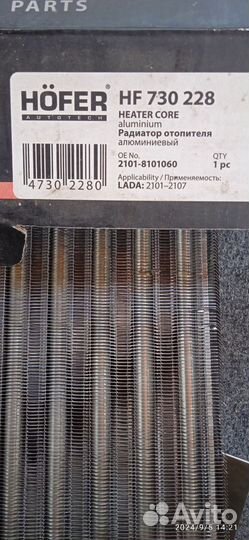 PARTS
HÖFER
AUTOTECH
HF 730 228
HEATER CORE
aluminium
Радиатор отопителя
алюминиевый
OE No. QTY
2101-8101060 1 pc
Applicability / Применяемость:
LADA: 2101–2107
4730 2280
Avito
2024/9/5 14:21